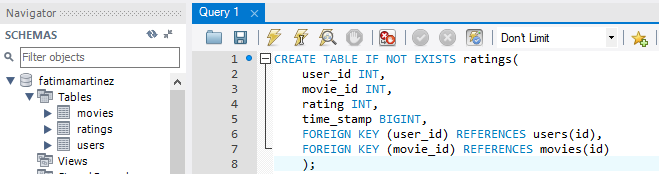 Navigator
SCHEMAS
Filter objects
fatimamartinez
Tables
movies
ratings
users
Views
Query 1
Don't Limit
1 CREATE TABLE IF NOT EXISTS ratings(
2 user_id INT,
3 movie_id INT,
4 rating INT,
5 time_stamp BIGINT,
6 FOREIGN KEY (user_id) REFERENCES users(id),
7 FOREIGN KEY (movie_id) REFERENCES movies(id)
8 );